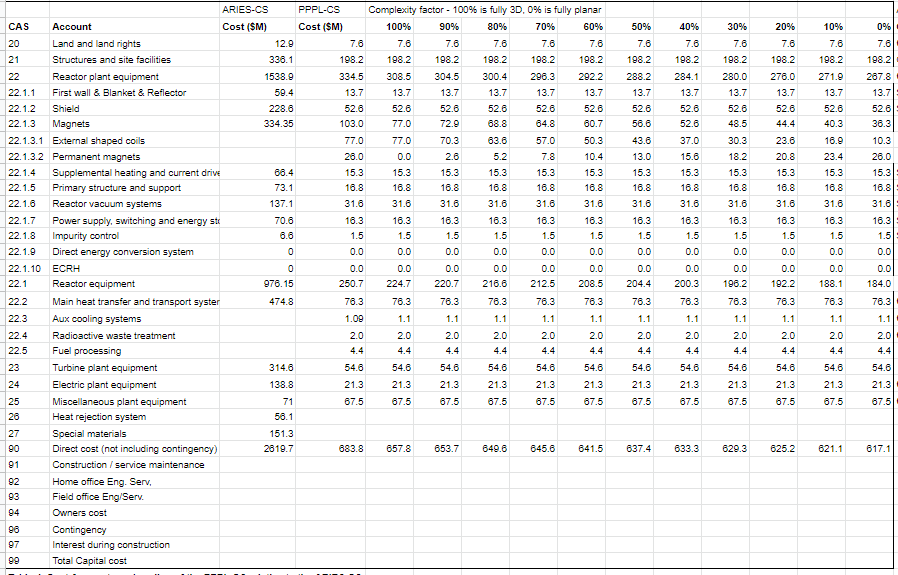 ARIES-CS PPPL-CS Complexity factor - 100% is fully 3D, 0% is fully planar
CAS Account Cost ($M) Cost ($M) 100% 90% 80% 70% 60% 50% 40% 30% 20% 10% 0%
20 Land and land rights 12.9 7.6 7.6 7.6 7.6 7.6 7.6 7.6 7.6 7.6 7.6 7.6 7.6
21 Structures and site facilities 336.1 198.2 198.2 198.2 198.2 198.2 198.2 198.2 198.2 198.2 198.2 198.2 198.2
22 Reactor plant equipment 1538.9 334.5 308.5 304.5 300.4 296.3 292.2 288.2 284.1 280.0 276.0 271.9 267.8
22.1.1 First wall & Blanket & Reflector 59.4 13.7 13.7 13.7 13.7 13.7 13.7 13.7 13.7 13.7 13.7 13.7 13.7
22.1.2 Shield 228.6 52.6 52.6 52.6 52.6 52.6 52.6 52.6 52.6 52.6 52.6 52.6 52.6
22.1.3 Magnets 334.35 103.0 77.0 72.9 68.8 64.8 60.7 56.6 52.6 48.5 44.4 40.3 36.3
22.1.3.1 External shaped coils 77.0 77.0 70.3 63.6 57.0 50.3 43.6 37.0 30.3 23.6 16.9 10.3
22.1.3.2 Permanent magnets 26.0 0.0 2.6 5.2 7.8 10.4 13.0 15.6 18.2 20.8 23.4 26.0
22.1.4 Supplemental heating and current drive 66.4 15.3 15.3 15.3 15.3 15.3 15.3 15.3 15.3 15.3 15.3 15.3 15.3
22.1.5 Primary structure and support 73.1 16.8 16.8 16.8 16.8 16.8 16.8 16.8 16.8 16.8 16.8 16.8 16.8
22.1.6 Reactor vacuum systems 137.1 31.6 31.6 31.6 31.6 31.6 31.6 31.6 31.6 31.6 31.6 31.6 31.6
22.1.7 Power supply, switching and energy sto 70.6 16.3 16.3 16.3 16.3 16.3 16.3 16.3 16.3 16.3 16.3 16.3 16.3
22.1.8 Impurity control 6.6 1.5 1.5 1.5 1.5 1.5 1.5 1.5 1.5 1.5 1.5 1.5 1.5
22.1.9 Direct energy conversion system 0 0.0 0.0 0.0 0.0 0.0 0.0 0.0 0.0 0.0 0.0 0.0 0.0
22.1.10 ECRH 0 0.0 0.0 0.0 0.0 0.0 0.0 0.0 0.0 0.0 0.0 0.0 0.0
22.1 Reactor equipment 976.15 250.7 224.7 220.7 216.6 212.5 208.5 204.4 200.3 196.2 192.2 188.1 184.0
22.2 Main heat transfer and transport system 474.8 76.3 76.3 76.3 76.3 76.3 76.3 76.3 76.3 76.3 76.3 76.3 76.3
22.3 Aux cooling systems 1.09 1.1 1.1 1.1 1.1 1.1 1.1 1.1 1.1 1.1 1.1 1.1
22.4 Radioactive waste treatment 2.0 2.0 2.0 2.0 2.0 2.0 2.0 2.0 2.0 2.0 2.0 2.0
22.5 Fuel processing 4.4 4.4 4.4 4.4 4.4 4.4 4.4 4.4 4.4 4.4 4.4 4.4
23 Turbine plant equipment 314.6 54.6 54.6 54.6 54.6 54.6 54.6 54.6 54.6 54.6 54.6 54.6 54.6
24 Electric plant equipment 138.8 21.3 21.3 21.3 21.3 21.3 21.3 21.3 21.3 21.3 21.3 21.3 21.3
25 Miscellaneous plant equipment 71 67.5 67.5 67.5 67.5 67.5 67.5 67.5 67.5 67.5 67.5 67.5 67.5
26 Heat rejection system 56.1
27 Special materials 151.3
90 Direct cost (not including contingency) 2619.7 683.8 657.8 653.7 649.6 645.6 641.5 637.4 633.3 629.3 625.2 621.1 617.1
91 Construction / service maintenance
92 Home office Eng. Serv,
93 Field office Eng/Serv.
94 Owners cost
96 Contingency
97 Interest during construction
99 Total Capital cost